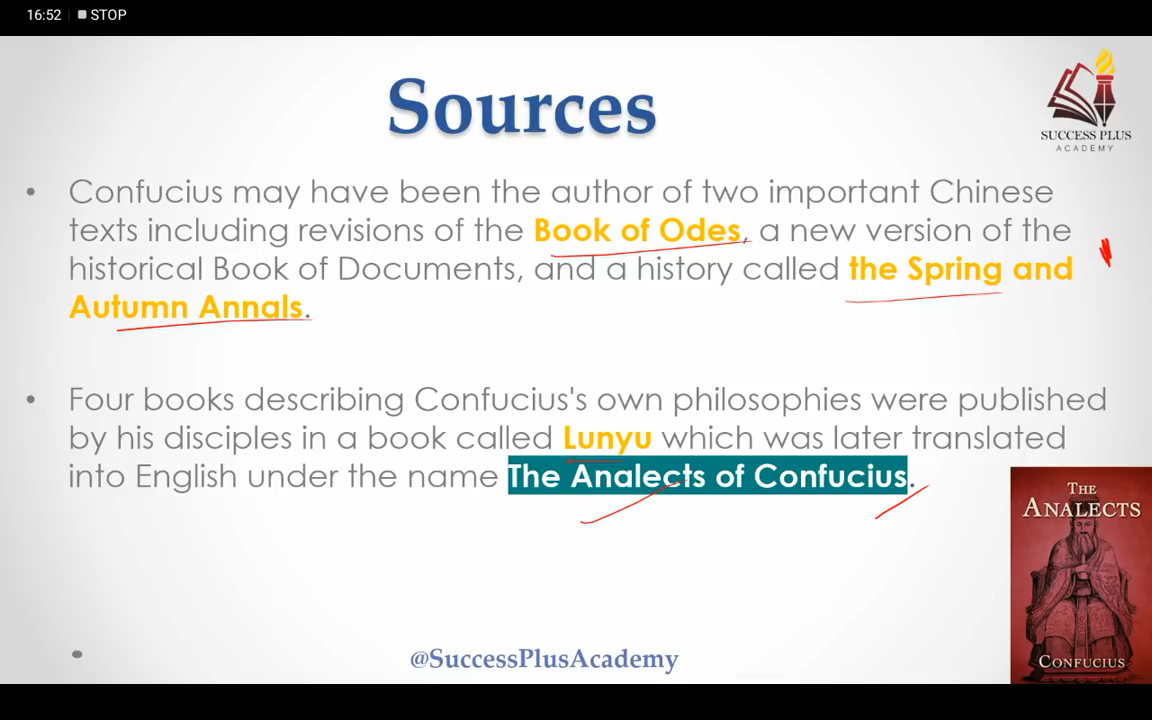 16:52 STOP
Sources
SUCCESS PLUS
ACADEMY
• Confucius may have been the author of two important Chinese
texts including revisions of the Book of Odes, a new version of the
historical Book of Documents, and a history called the Spring and
Autumn Annals.
• Four books describing Confucius's own philosophies were published
by his disciples in a book called Lunyu which was later translated
into English under the name The Analects of Confucius.
THE
ANALECTS
CONFUCIUS
@SuccessPlusAcademy